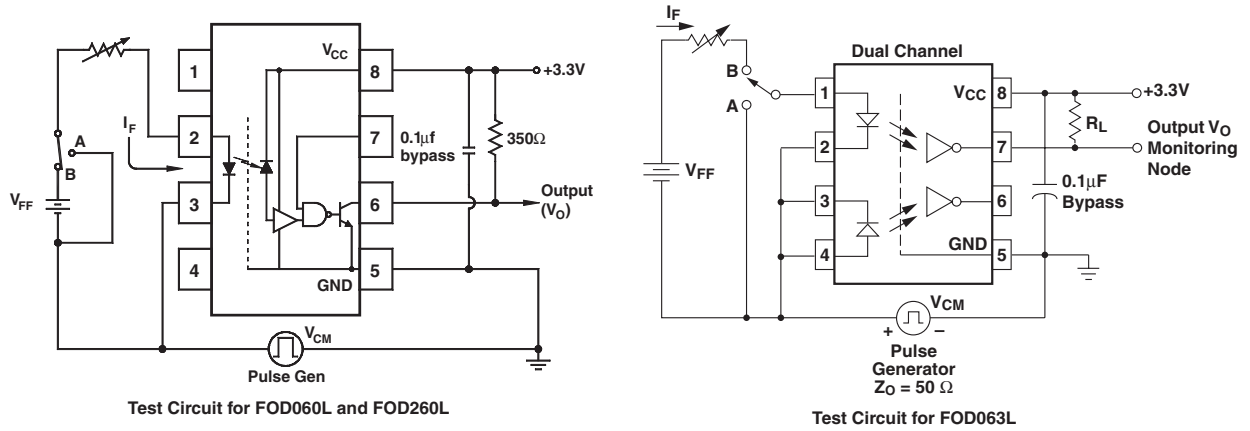 V_CC
1
8
+3.3V
I_F
2
7
0.1µf
bypass
350Ω
A
B
V_FF
3
6
Output
(V_O)
4
5
GND
V_CM
Pulse Gen
Test Circuit for FOD060L and FOD260L
I_F
Dual Channel
B
A
1
V_CC
8
+3.3V
R_L
2
7
Output V_O
Monitoring
Node
V_FF
3
6
0.1µF
Bypass
4
GND
5
V_CM
+
–
Pulse
Generator
Z_O = 50 Ω
Test Circuit for FOD063L